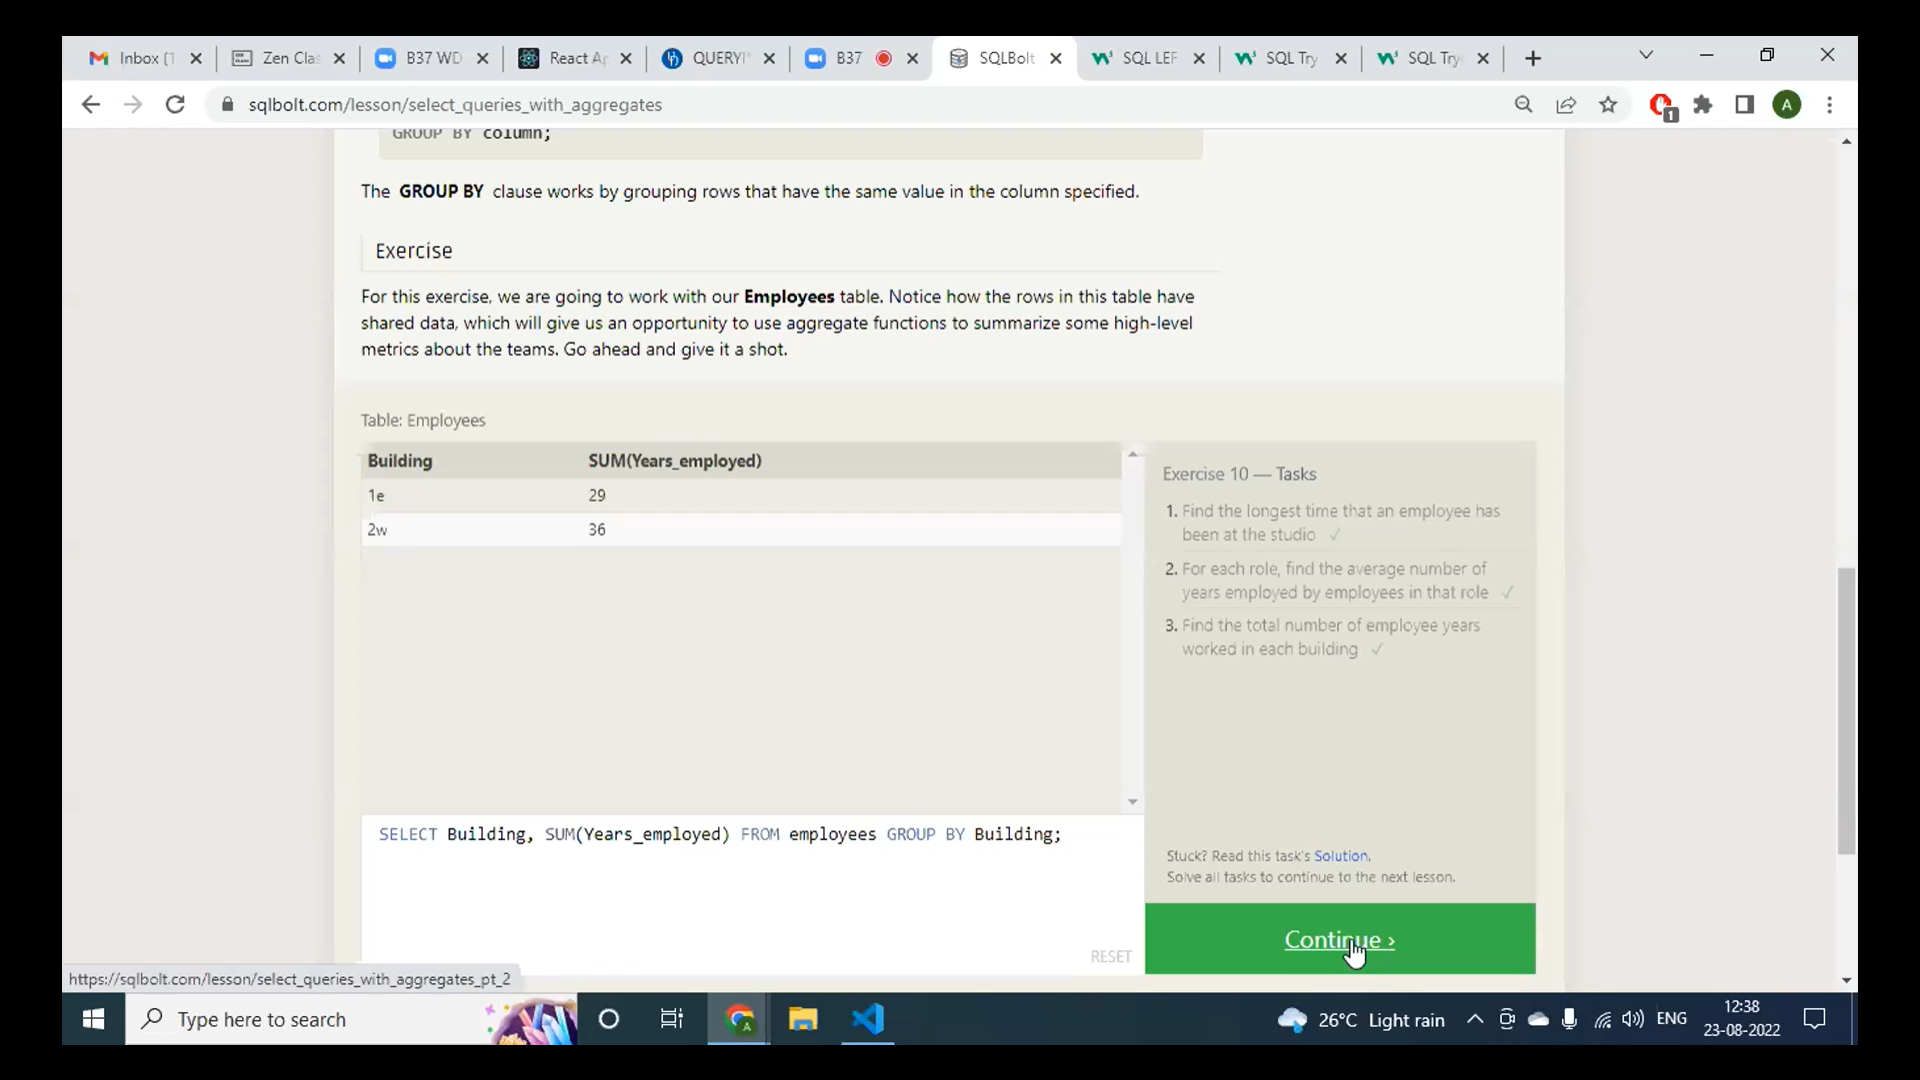 Inbox (1
Zen Clas
B37 WD
React Ap
QUERYI
B37
SQLBolt
SQL LEF
SQL Try
SQL Try
sqlbolt.com/lesson/select_queries_with_aggregates
1
A
GROUP BY column;
The GROUP BY clause works by grouping rows that have the same value in the column specified.
Exercise
For this exercise, we are going to work with our Employees table. Notice how the rows in this table have
shared data, which will give us an opportunity to use aggregate functions to summarize some high-level
metrics about the teams. Go ahead and give it a shot.
Table: Employees
Building SUM(Years_employed)
1e 29
2w 36
SELECT Building, SUM(Years_employed) FROM employees GROUP BY Building;
RESET
Exercise 10 — Tasks
1. Find the longest time that an employee has
been at the studio ✓
2. For each role, find the average number of
years employed by employees in that role ✓
3. Find the total number of employee years
worked in each building ✓
Stuck? Read this task's Solution.
Solve all tasks to continue to the next lesson.
Continue ›
https://sqlbolt.com/lesson/select_queries_with_aggregates_pt_2
Type here to search
26°C Light rain
ENG
12:38
23-08-2022